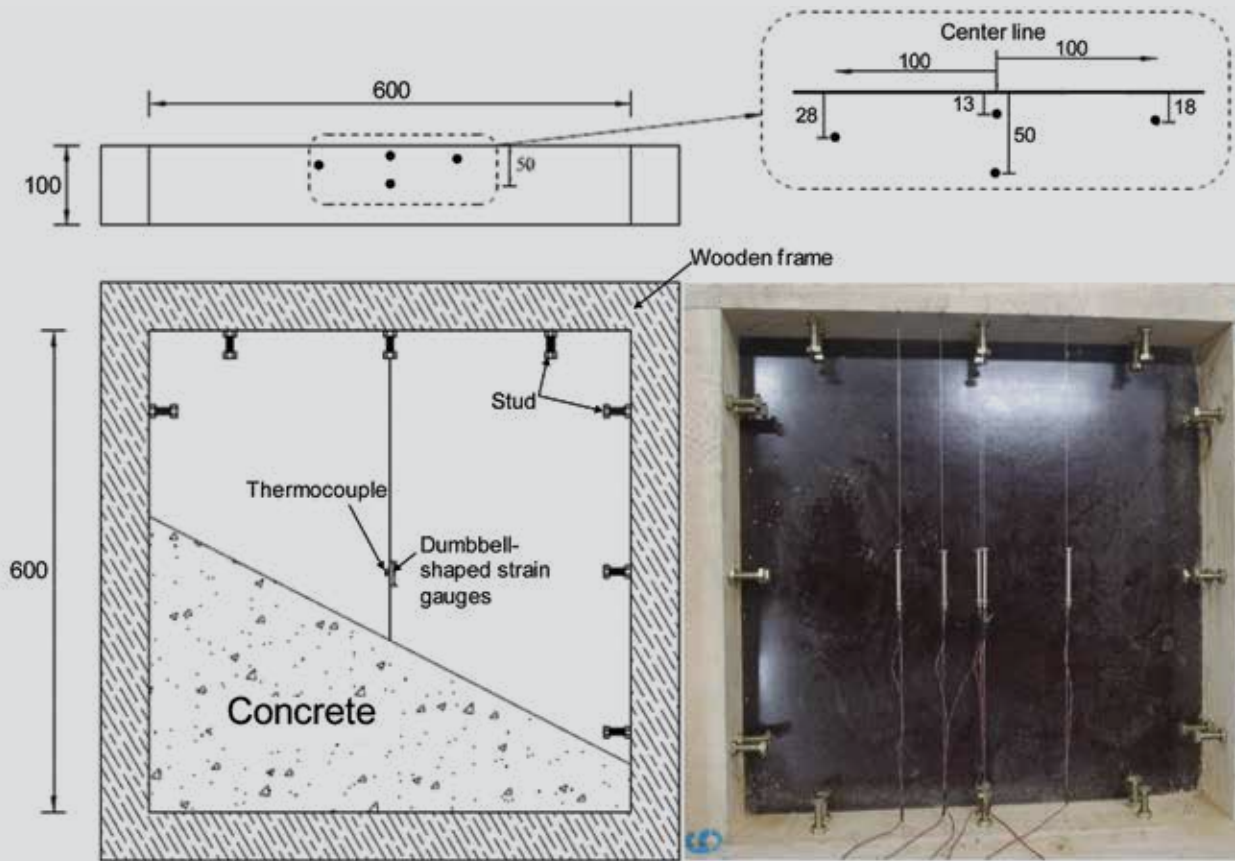 Center line
100
100
28
13
50
18
600
100
50
Wooden frame
Stud
Thermocouple
Dumbbell-
shaped strain
gauges
600
Concrete